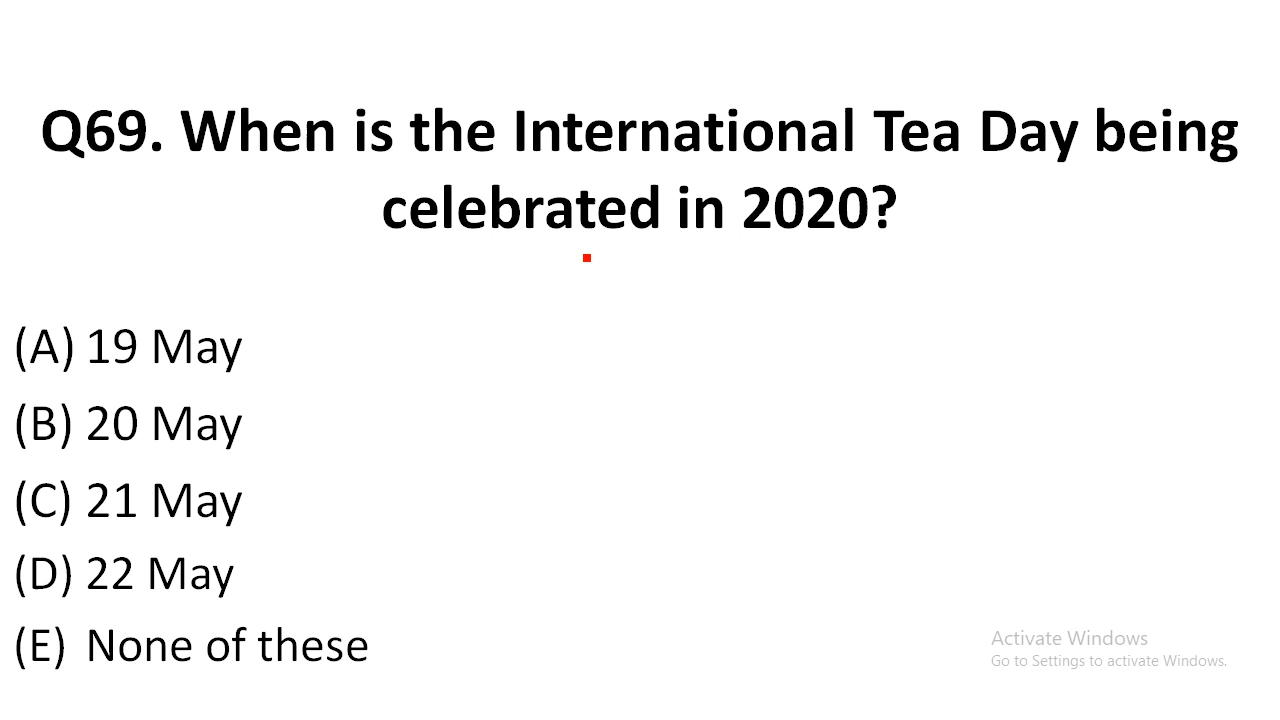 Q69. When is the International Tea Day being
celebrated in 2020?
(A) 19 May
(B) 20 May
(C) 21 May
(D) 22 May
(E) None of these
Activate Windows
Go to Settings to activate Windows.